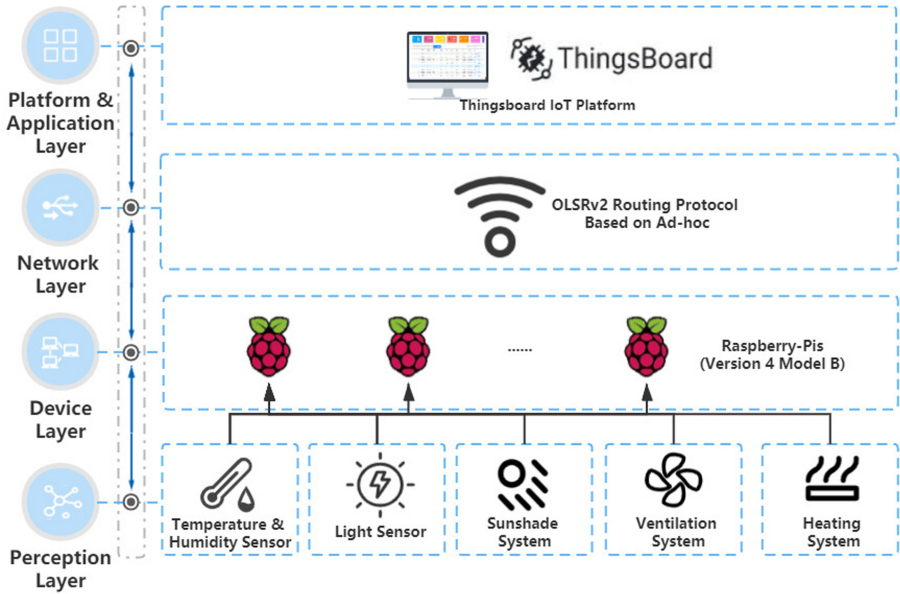 Platform &
Application
Layer
ThingsBoard
Thingsboard IoT Platform
Network
Layer
OLSRv2 Routing Protocol
Based on Ad-hoc
Device
Layer
......
Raspberry-Pis
(Version 4 Model B)
Perception
Layer
Temperature &
Humidity Sensor
Light Sensor
Sunshade
System
Ventilation
System
Heating
System